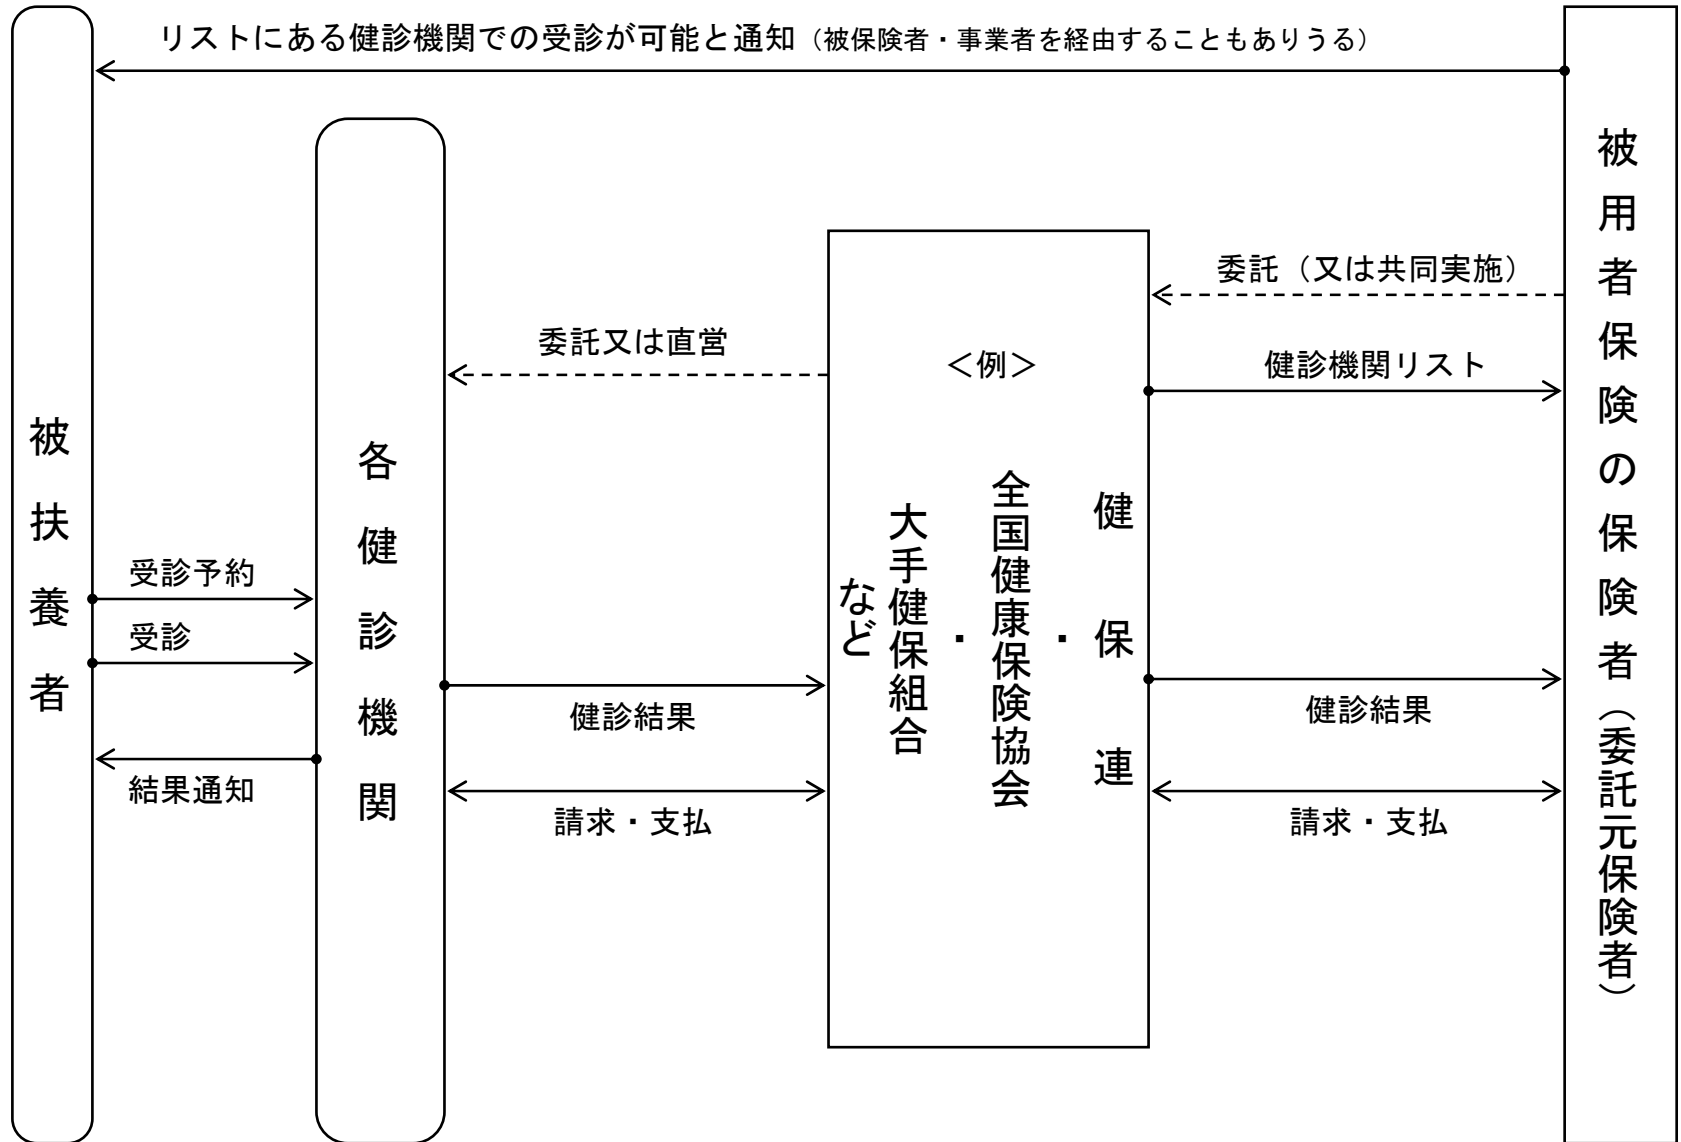 リストにある健診機関での受診が可能と通知（被保険者・事業者を経由することもありうる）
被用者保険の保険者（委託元保険者）
委託（又は共同実施）
委託又は直営
＜例＞
健診機関リスト
健保連
・
全国健康保険協会
・
大手健保組合
など
各健診機関
被扶養者
受診予約
受診
結果通知
健診結果
請求・支払
健診結果
請求・支払